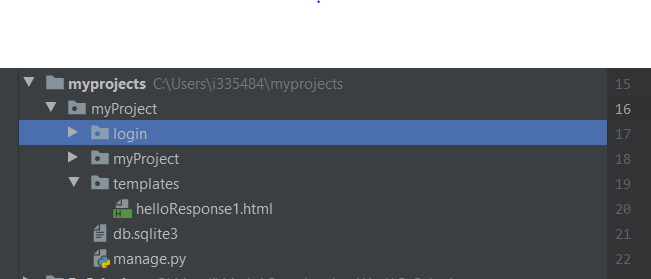 myprojects C:\Users\i335484\myprojects
15
myProject
16
login
17
myProject
18
templates
19
helloResponse1.html
20
db.sqlite3
21
manage.py
22